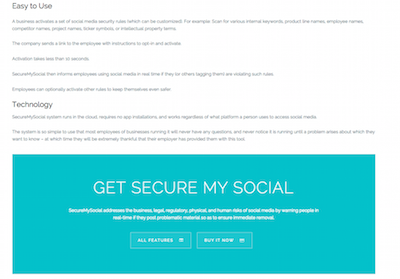 Easy to Use
A business activates a set of social media security rules (which can be customized). For example: Scan for various internal keywords, product line names, employee names,
competitor names, project names, ticker symbols, or intellectual property terms.
The company sends a link to the employee with instructions to opt in and activate.
Activation takes less than 10 seconds.
SecureMySocial then informs employees using social media in real time if they (or others tagging them) are violating such rules.
Employees can optionally activate other rules to keep themselves even safer.
Technology
SecureMySocial system runs in the cloud, requires no app installations, and works regardless of what platform a person uses to access social media.
The system is so simple to use that most employees of businesses running it will never have any questions, and never notice it is running until a problem arises about which they
want to know – at which time they will be extremely thankful that their employer has provided them with this tool.
GET SECURE MY SOCIAL
SecureMySocial addresses the business, legal, regulatory, physical, and human risks of social media by warning people in
real-time if they post problematic material so as to ensure immediate removal.
ALL FEATURES
BUY IT NOW